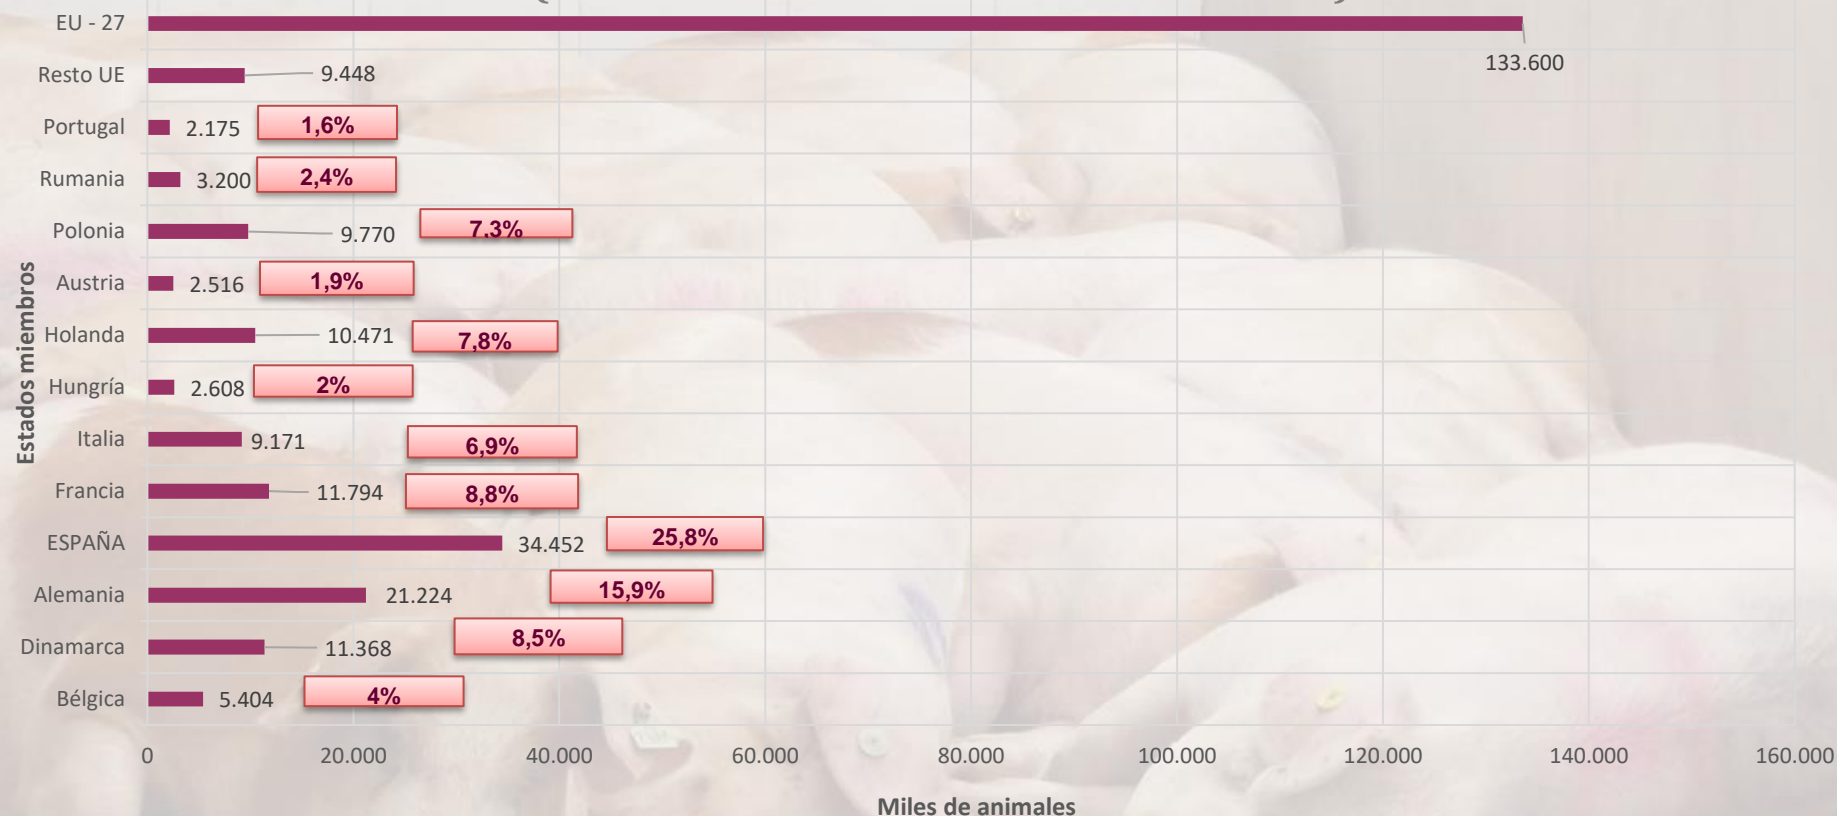 EU - 27
133.600
Resto UE 9.448
Portugal 2.175 1,6%
Rumania 3.200 2,4%
Polonia 9.770 7,3%
Austria 2.516 1,9%
Holanda 10.471 7,8%
Hungría 2.608 2%
Italia 9.171 6,9%
Francia 11.794 8,8%
ESPAÑA 34.452 25,8%
Alemania 21.224 15,9%
Dinamarca 11.368 8,5%
Bélgica 5.404 4%
Estados miembros
0 20.000 40.000 60.000 80.000 100.000 120.000 140.000 160.000
Miles de animales